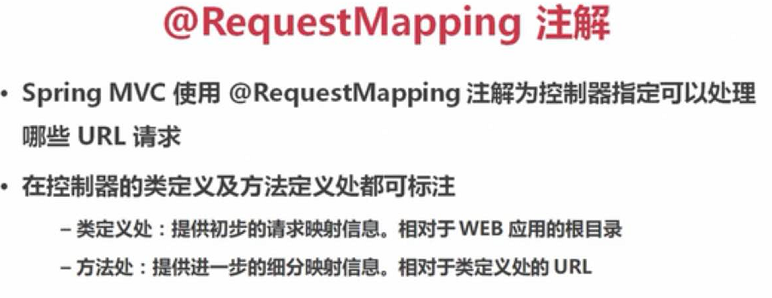 @RequestMapping 注解
• Spring MVC 使用 @RequestMapping 注解为控制器指定可以处理
哪些 URL 请求
• 在控制器的类定义及方法定义处都可标注
– 类定义处：提供初步的请求映射信息。相对于 WEB 应用的根目录
– 方法处：提供进一步的细分映射信息。相对于类定义处的 URL